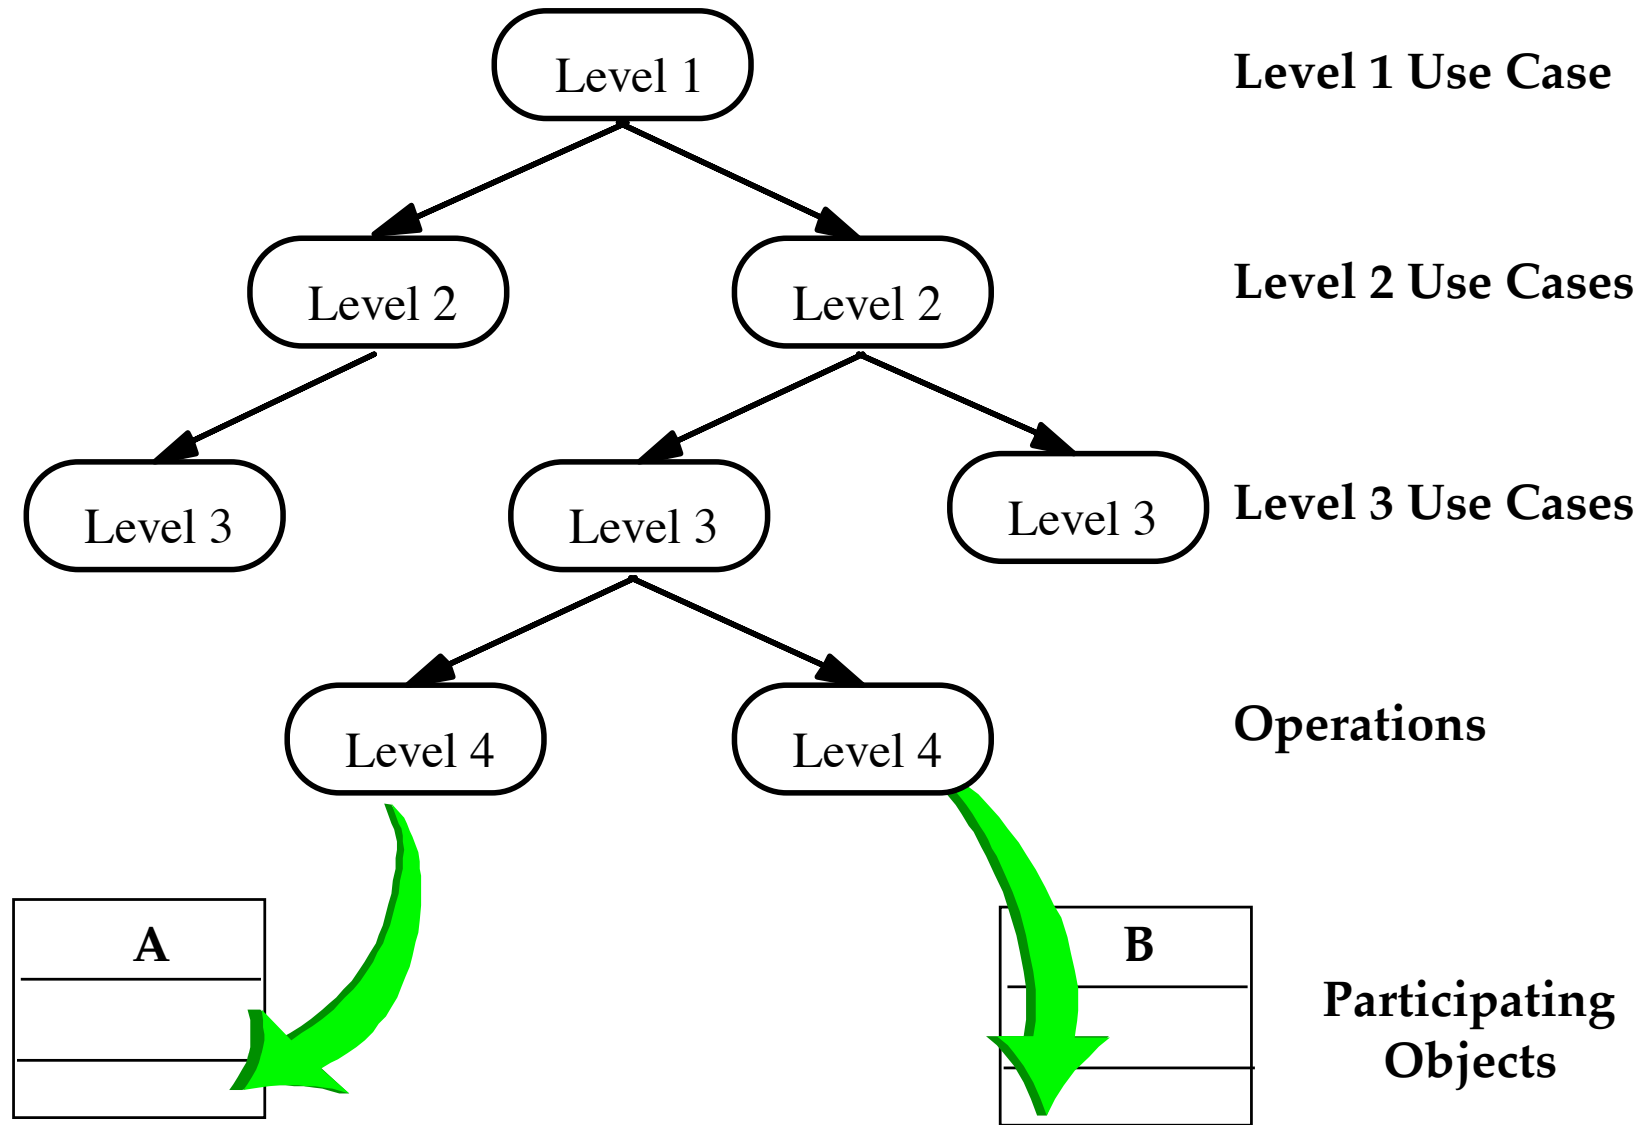 Level 1
Level 1 Use Case
Level 2
Level 2
Level 2 Use Cases
Level 3
Level 3
Level 3
Level 3 Use Cases
Level 4
Level 4
Operations
A
B
Participating
Objects